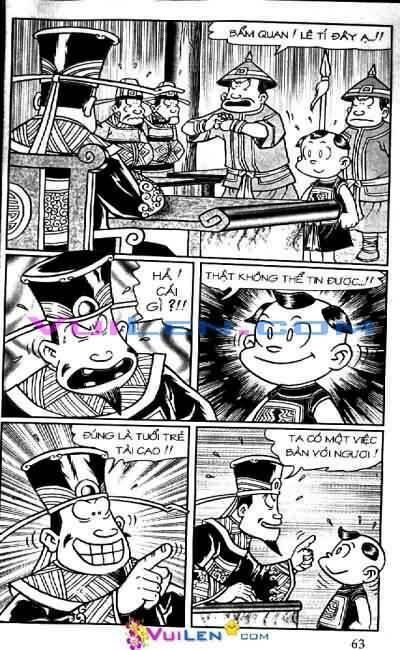 BẨM QUAN! LÊ TÍ ĐÂY Ạ...!!
HẢ!
CÁI
GÌ?!!
THẬT KHÔNG THỂ TIN ĐƯỢC...!!
VUILEN.COM
ĐÚNG LÀ TUỔI TRẺ
TÀI CAO!!
TA CÓ MỘT VIỆC
BÀN VỚI NGƯƠI!
VUILEN.COM
63